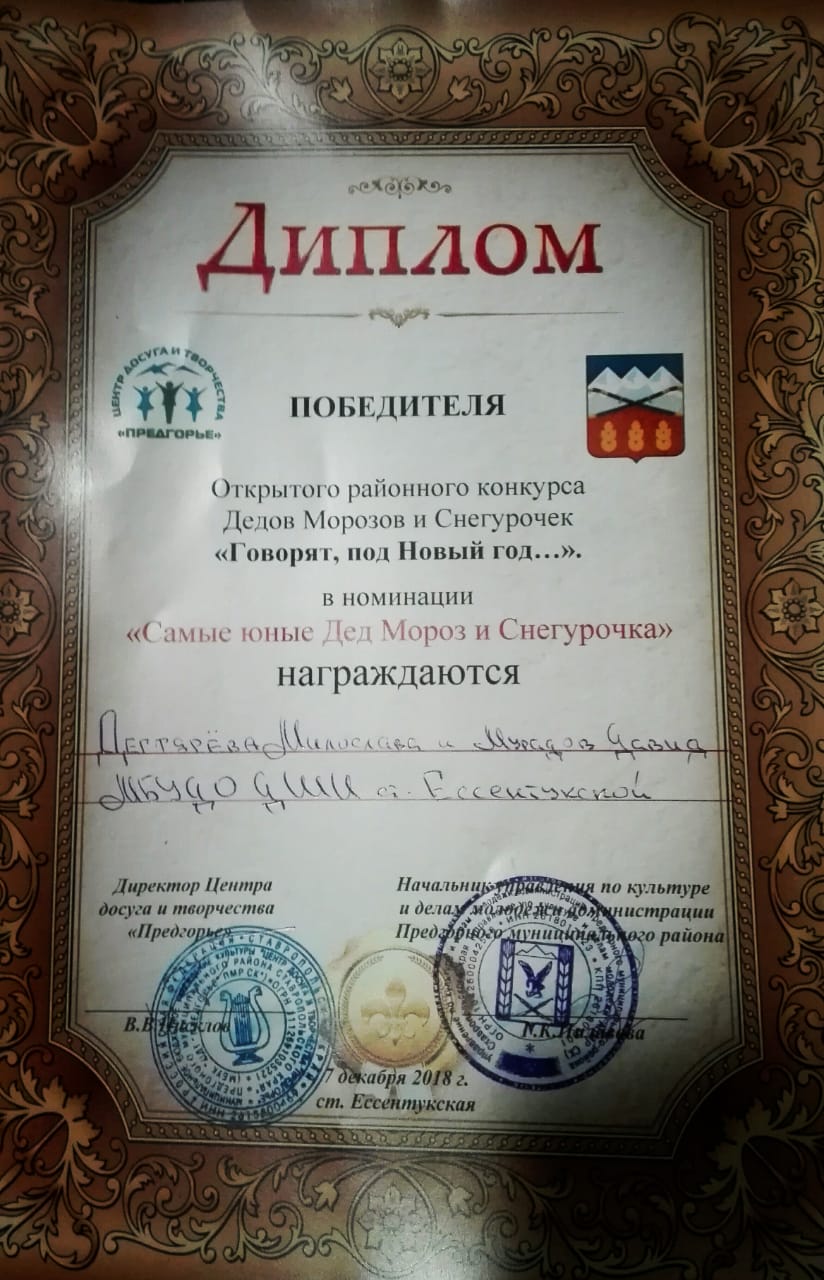 Диплом
ЦЕНТР ДОСУГА И ТВОРЧЕСТВА
«ПРЕДГОРЬЕ»
ПОБЕДИТЕЛЯ
Открытого районного конкурса
Дедов Морозов и Снегурочек
«Говорят, под Новый год…».
в номинации
«Самые юные Дед Мороз и Снегурочка»
награждаются
Дегтярёва Милослава и Мурадов Давид
МБУДО ДШИ ст. Ессентукской
Директор Центра
досуга и творчества
«Предгорье»
Начальник управления по культуре
и делам молодежи администрации
Предгорного муниципального района
7 декабря 2018 г.
ст. Ессентукская